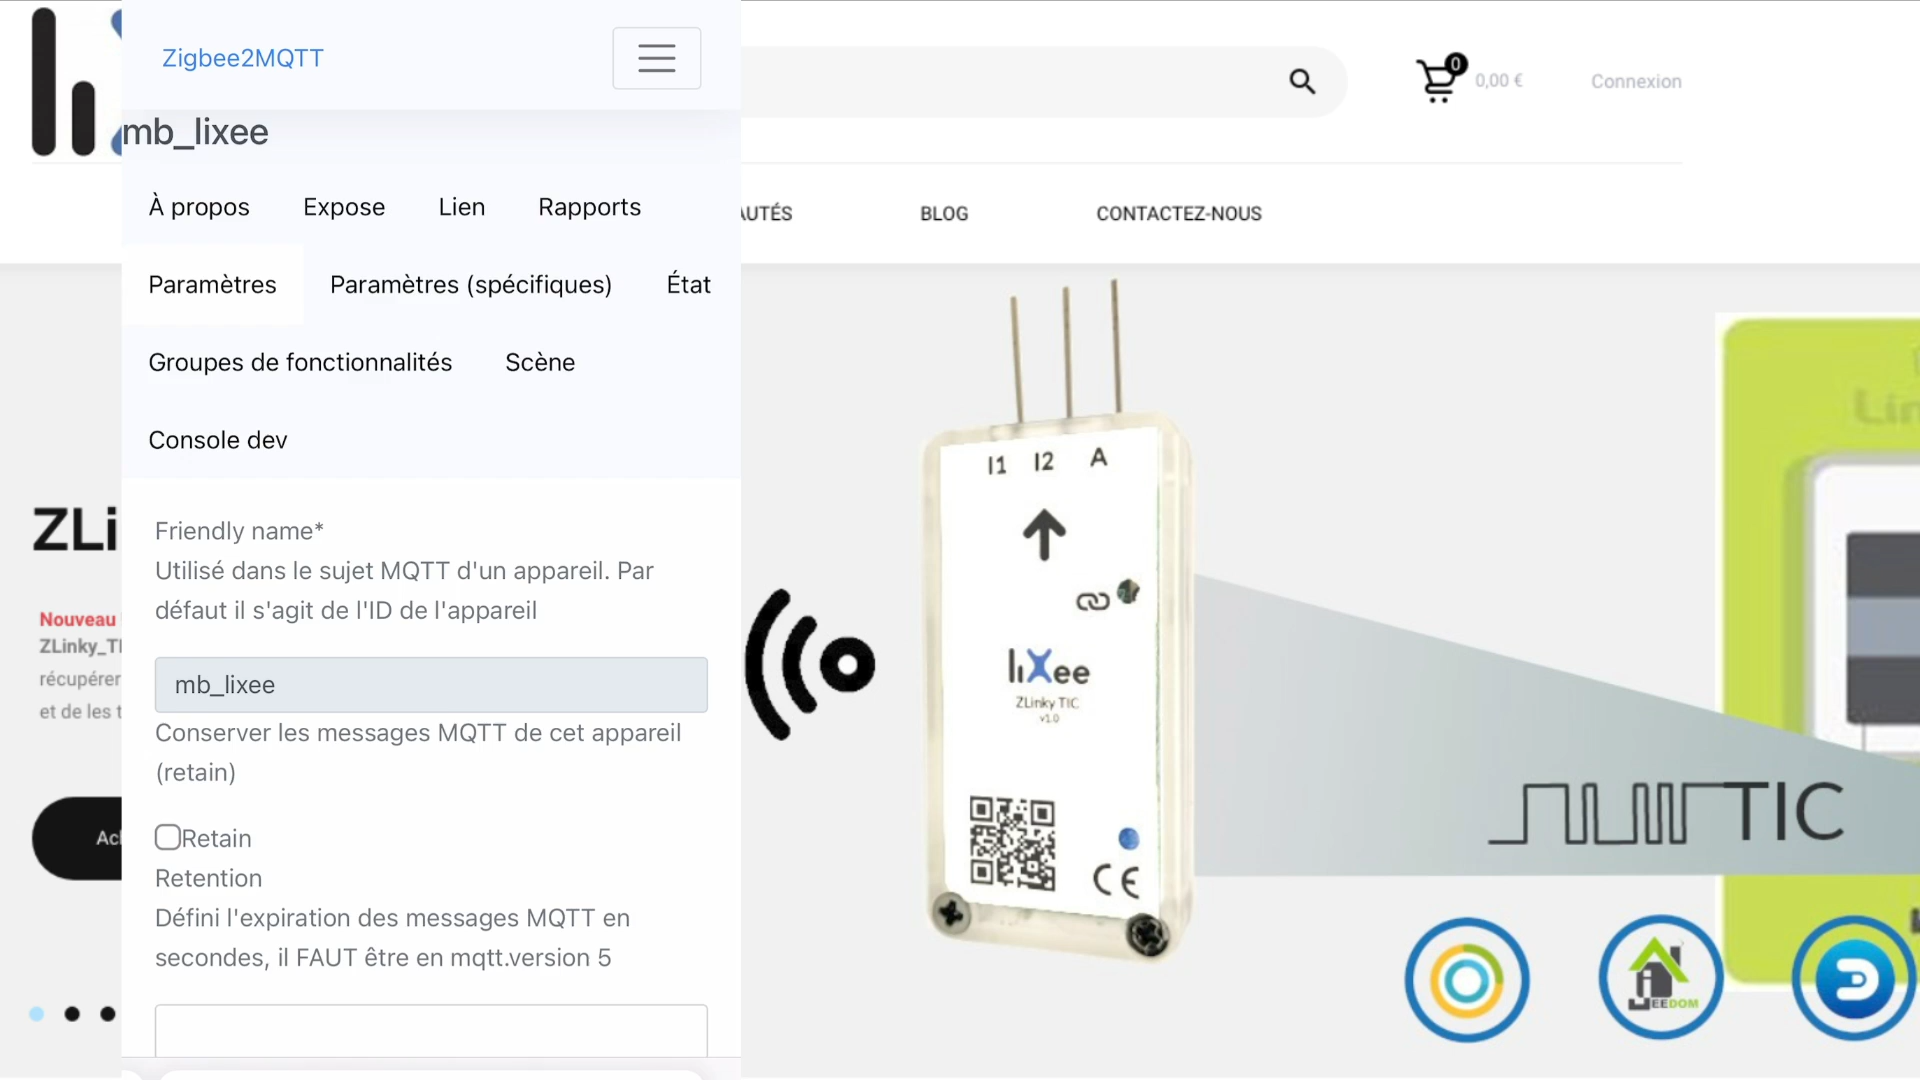 Zigbee2MQTT
mb_lixee
À propos
Expose
Lien
Rapports
Paramètres
Paramètres (spécifiques)
État
Groupes de fonctionnalités
Scène
Console dev
Friendly name*
Utilisé dans le sujet MQTT d'un appareil. Par
défaut il s'agit de l'ID de l'appareil
mb_lixee
Conserver les messages MQTT de cet appareil
(retain)
Retain
Retention
Défini l'expiration des messages MQTT en
secondes, il FAUT être en mqtt.version 5
0
0,00 €
Connexion
BLOG
CONTACTEZ-NOUS
Nouveau
récupérer
et de les
I1 I2 A
liXee
ZLinky TIC
v1.0
CE
TIC
JEEDOM